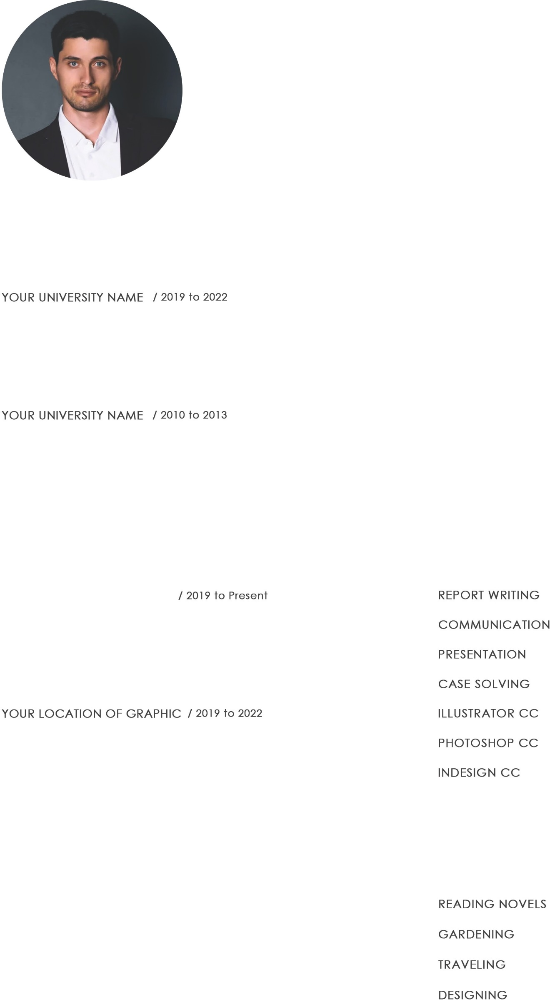 YOUR UNIVERSITY NAME / 2019 to 2022
YOUR UNIVERSITY NAME / 2010 to 2013
/ 2019 to Present
YOUR LOCATION OF GRAPHIC / 2019 to 2022
REPORT WRITING
COMMUNICATION
PRESENTATION
CASE SOLVING
ILLUSTRATOR CC
PHOTOSHOP CC
INDESIGN CC
READING NOVELS
GARDENING
TRAVELING
DESIGNING